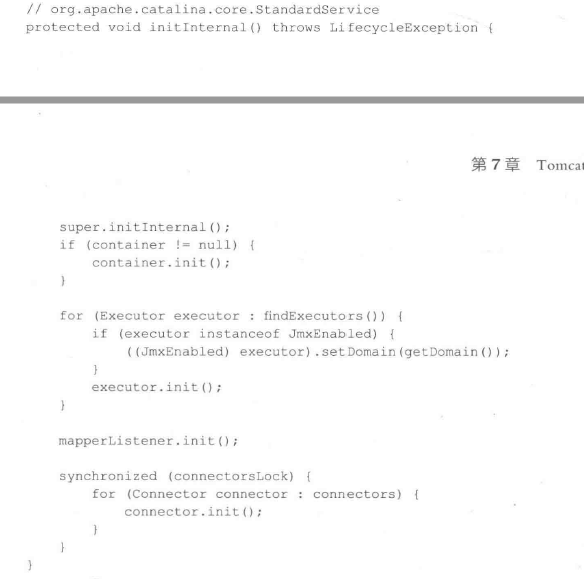 // org.apache.catalina.core.StandardService
protected void initInternal() throws LifecycleException {
第7章 Tomcat
    super.initInternal();
    if (container != null) {
        container.init();
    }
    for (Executor executor : findExecutors()) {
        if (executor instanceof JmxEnabled) {
            ((JmxEnabled) executor).setDomain(getDomain());
        }
        executor.init();
    }
    mapperListener.init();
    synchronized (connectorsLock) {
        for (Connector connector : connectors) {
            connector.init();
        }
    }
}